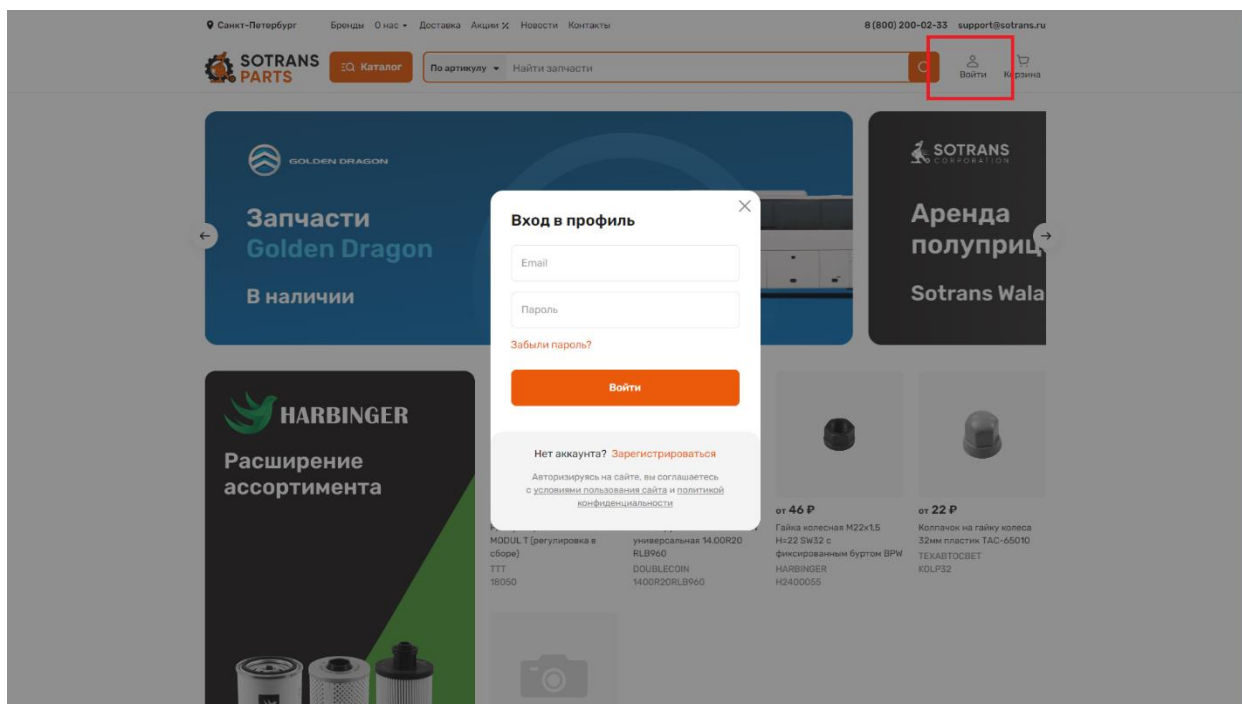 Санкт-Петербург Бренды О нас Доставка Акции Новости Контакты 8 (800) 200-02-33 support@sotrans.ru
SOTRANS PARTS
Каталог
По артикулу
Найти запчасти
Войти
Корзина
GOLDEN DRAGON
Запчасти
Golden Dragon
В наличии
SOTRANS
CORPORATION
Аренда
полуприц
Sotrans Wala
Вход в профиль
Email
Пароль
Забыли пароль?
Войти
Нет аккаунта? Зарегистрироваться
Авторизируясь на сайте, вы соглашаетесь
с условиями пользования сайта и политикой
конфиденциальности
HARBINGER
Расширение
ассортимента
MODUL T (регулировка в
сборе)
TTT
18050
универсальная 14.00R20
RLB960
DOUBLECOIN
1400R20RLB960
от 46 ₽
Гайка колесная M22x1,5
H=22 SW32 с
фиксированным буртом BPW
HARBINGER
H2400055
от 22 ₽
Колпачок на гайку колеса
32мм пластик TAC-65010
ТЕХАВТОСВЕТ
KOLP32